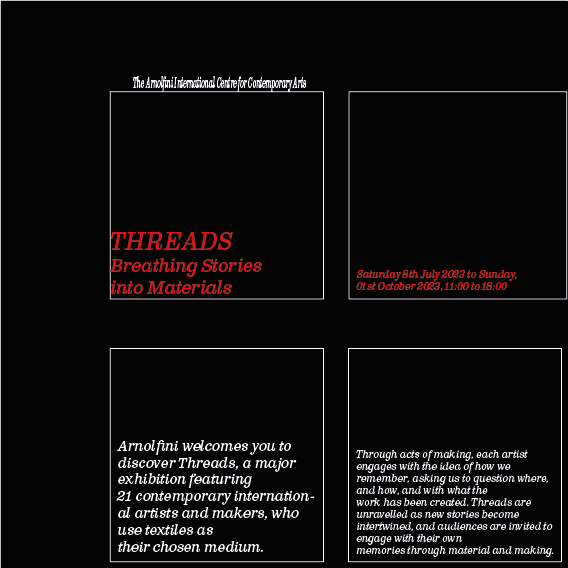 The Arnolfini International Centre for Contemporary Arts
THREADS
Breathing Stories
into Materials
Saturday 8th July 2023 to Sunday,
01st October 2023, 11:00 to 18:00
Arnolfini welcomes you to
discover Threads, a major
exhibition featuring
21 contemporary internation-
al artists and makers, who
use textiles as
their chosen medium.
Through acts of making, each artist
engages with the idea of how we
remember, asking us to question where,
and how, and with what the
work has been created. Threads are
unravelled as new stories become
intertwined, and audiences are invited to
engage with their own
memories through material and making.